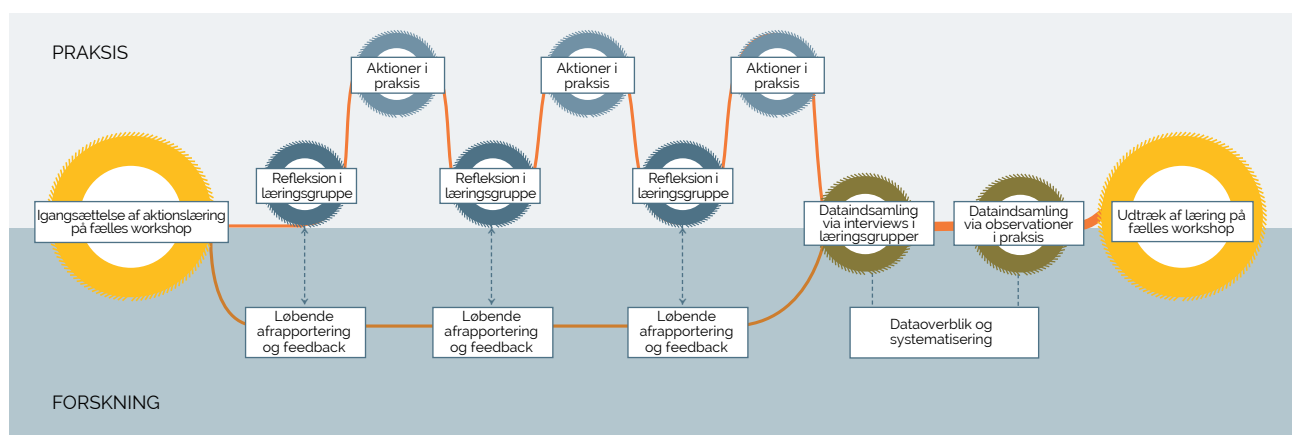 PRAKSIS
Igangsættelse af aktionslæring
på fælles workshop
Refleksion i
læringsgruppe
Aktioner i
praksis
Refleksion i
læringsgruppe
Aktioner i
praksis
Refleksion i
læringsgruppe
Aktioner i
praksis
Dataindsamling
via interviews i
læringsgrupper
Dataindsamling
via observationer
i praksis
Udtræk af læring på
fælles workshop
Løbende
afrapportering
og feedback
Løbende
afrapportering
og feedback
Løbende
afrapportering
og feedback
Dataoverblik og
systematisering
FORSKNING